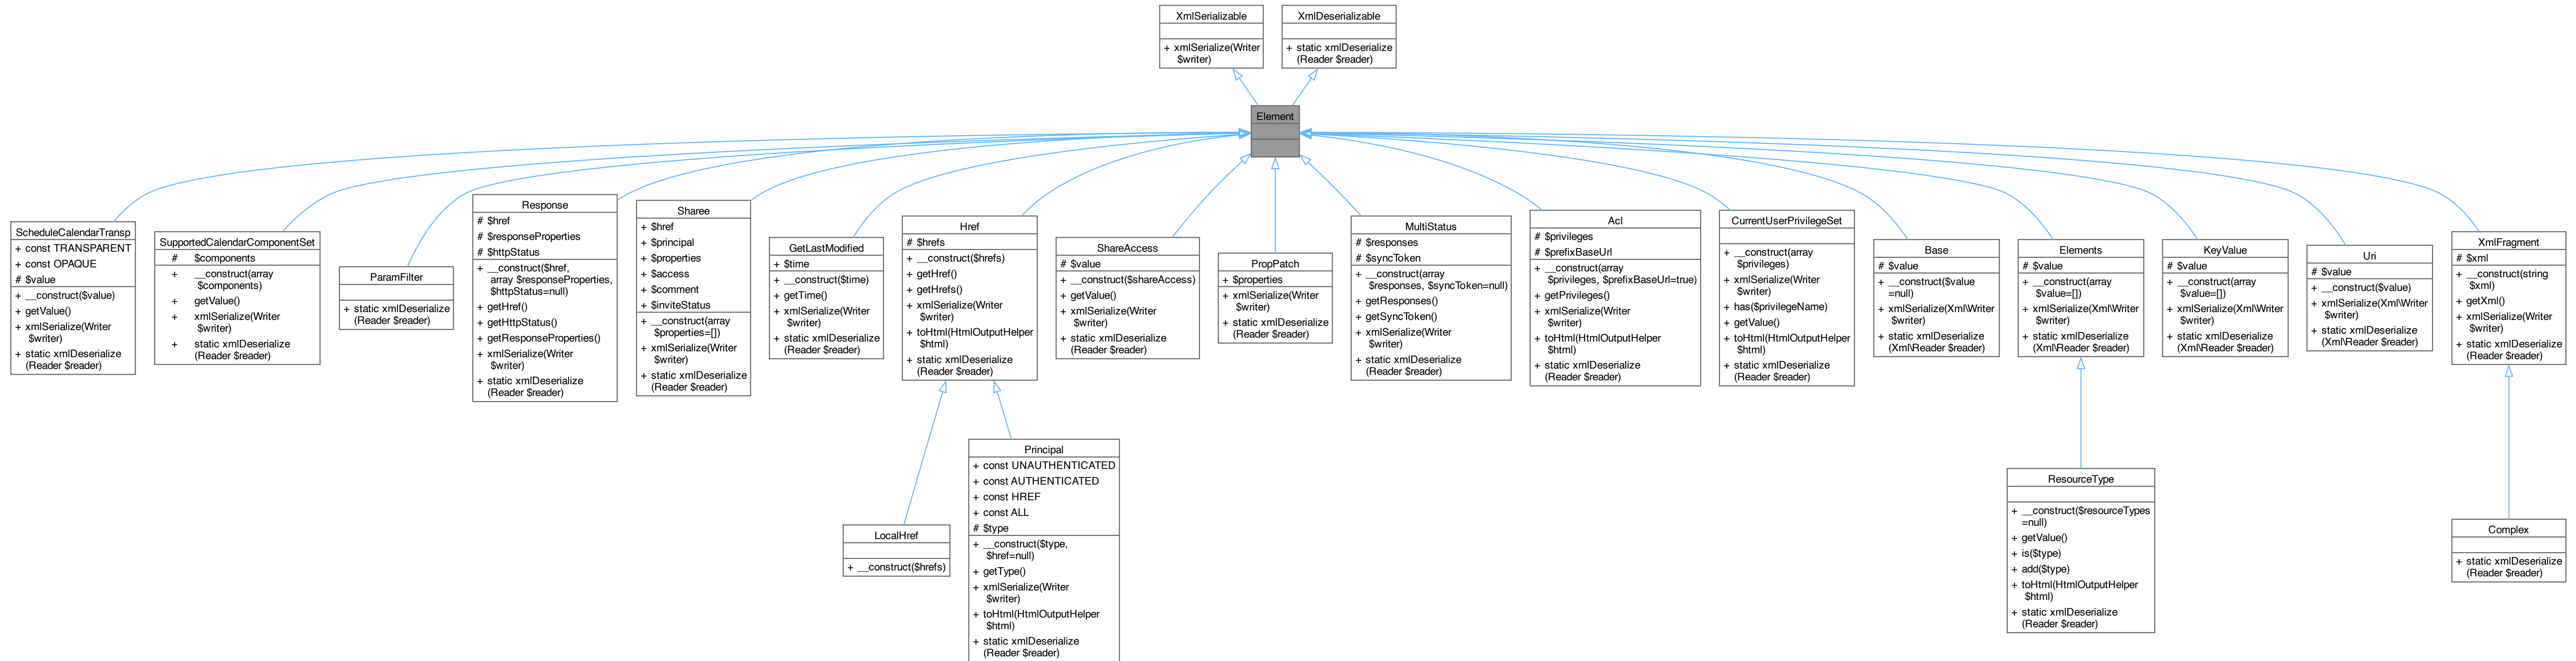 XmlSerializable
+ xmlSerialize(Writer
$writer)
XmlDeserializable
+ static xmlDeserialize
(Reader $reader)
Element
ScheduleCalendarTransp
+ const TRANSPARENT
+ const OPAQUE
# $value
+ __construct($value)
+ getValue()
+ xmlSerialize(Writer
$writer)
+ static xmlDeserialize
(Reader $reader)
SupportedCalendarComponentSet
# $components
+ __construct(array
$components)
+ getValue()
+ xmlSerialize(Writer
$writer)
+ static xmlDeserialize
(Reader $reader)
ParamFilter
+ static xmlDeserialize
(Reader $reader)
Response
# $href
# $responseProperties
# $httpStatus
+ __construct($href,
array $responseProperties,
$httpStatus=null)
+ getHref()
+ getHttpStatus()
+ getResponseProperties()
+ xmlSerialize(Writer
$writer)
+ static xmlDeserialize
(Reader $reader)
Sharee
+ $href
+ $principal
+ $properties
+ $access
+ $comment
+ $inviteStatus
+ __construct(array
$properties=[])
+ xmlSerialize(Writer
$writer)
+ static xmlDeserialize
(Reader $reader)
GetLastModified
+ $time
+ __construct($time)
+ getTime()
+ xmlSerialize(Writer
$writer)
+ static xmlDeserialize
(Reader $reader)
Href
# $hrefs
+ __construct($hrefs)
+ getHref()
+ getHrefs()
+ xmlSerialize(Writer
$writer)
+ toHtml(HtmlOutputHelper
$html)
+ static xmlDeserialize
(Reader $reader)
ShareAccess
# $value
+ __construct($shareAccess)
+ getValue()
+ xmlSerialize(Writer
$writer)
+ static xmlDeserialize
(Reader $reader)
PropPatch
+ $properties
+ xmlSerialize(Writer
$writer)
+ static xmlDeserialize
(Reader $reader)
MultiStatus
# $responses
# $syncToken
+ __construct(array
$responses, $syncToken=null)
+ getResponses()
+ getSyncToken()
+ xmlSerialize(Writer
$writer)
+ static xmlDeserialize
(Reader $reader)
Acl
# $privileges
# $prefixBaseUrl
+ __construct(array
$privileges, $prefixBaseUrl=true)
+ getPrivileges()
+ xmlSerialize(Writer
$writer)
+ toHtml(HtmlOutputHelper
$html)
+ static xmlDeserialize
(Reader $reader)
CurrentUserPrivilegeSet
+ __construct(array
$privileges)
+ xmlSerialize(Writer
$writer)
+ has($privilegeName)
+ getValue()
+ toHtml(HtmlOutputHelper
$html)
+ static xmlDeserialize
(Reader $reader)
Base
# $value
+ __construct($value
=null)
+ xmlSerialize(Xml\Writer
$writer)
+ static xmlDeserialize
(Xml\Reader $reader)
Elements
# $value
+ __construct(array
$value=[])
+ xmlSerialize(Xml\Writer
$writer)
+ static xmlDeserialize
(Xml\Reader $reader)
KeyValue
# $value
+ __construct(array
$value=[])
+ xmlSerialize(Xml\Writer
$writer)
+ static xmlDeserialize
(Xml\Reader $reader)
Uri
# $value
+ __construct($value)
+ xmlSerialize(Xml\Writer
$writer)
+ static xmlDeserialize
(Xml\Reader $reader)
XmlFragment
# $xml
+ __construct(string
$xml)
+ getXml()
+ xmlSerialize(Writer
$writer)
+ static xmlDeserialize
(Reader $reader)
LocalHref
+ __construct($hrefs)
Principal
+ const UNAUTHENTICATED
+ const AUTHENTICATED
+ const HREF
+ const ALL
# $type
+ __construct($type,
$href=null)
+ getType()
+ xmlSerialize(Writer
$writer)
+ toHtml(HtmlOutputHelper
$html)
+ static xmlDeserialize
(Reader $reader)
ResourceType
+ __construct($resourceTypes
=null)
+ getValue()
+ is($type)
+ add($type)
+ toHtml(HtmlOutputHelper
$html)
+ static xmlDeserialize
(Reader $reader)
Complex
+ static xmlDeserialize
(Reader $reader)